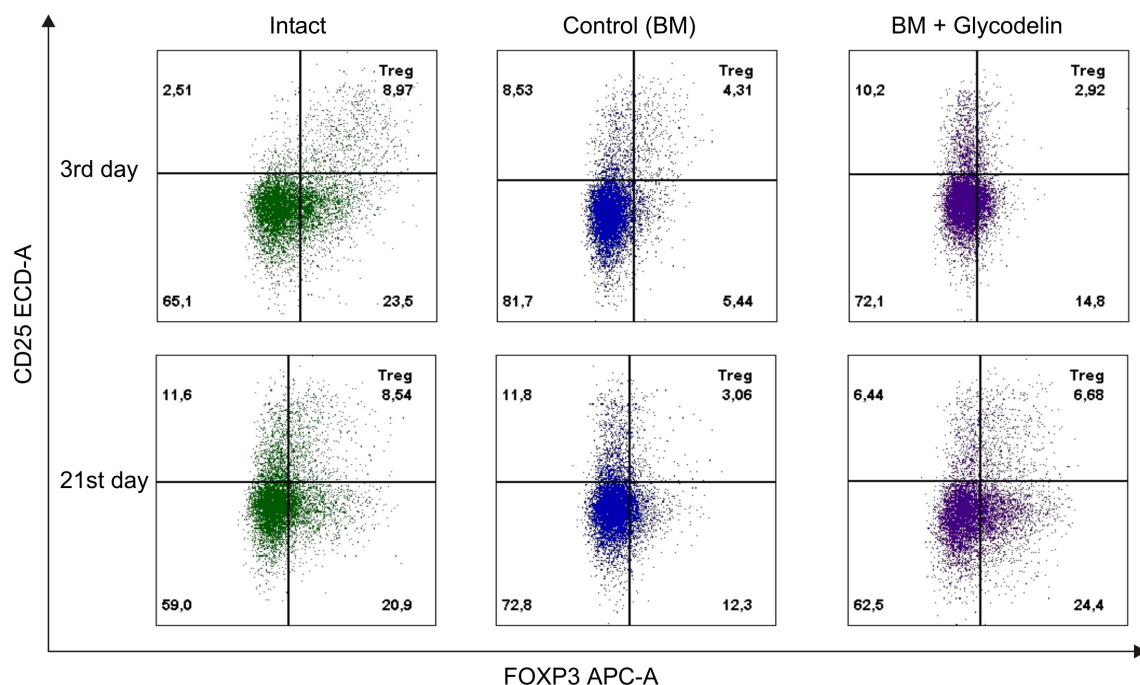 Intact
Control (BM)
BM + Glycodelin
CD25 ECD-A
3rd day
2,51
Treg
8,97
65,1
23,5
8,53
Treg
4,31
81,7
5,44
10,2
Treg
2,92
72,1
14,8
21st day
11,6
Treg
8,54
59,0
20,9
11,8
Treg
3,06
72,8
12,3
6,44
Treg
6,68
62,5
24,4
FOXP3 APC-A